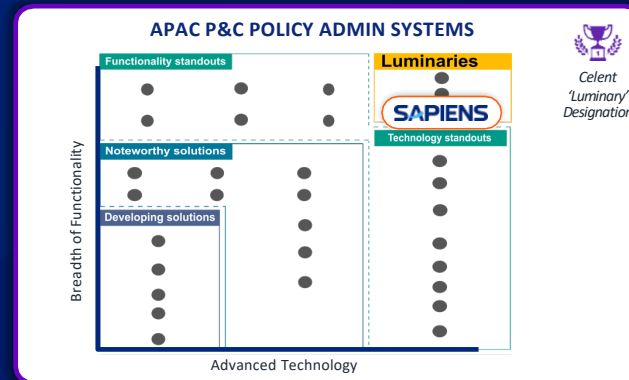 APAC P&C POLICY ADMIN SYSTEMS
Functionality standouts
Luminaries
SAPIENS
Technology standouts
Noteworthy solutions
Developing solutions
Breadth of Functionality
Advanced Technology
1
Celent
'Luminary'
Designation